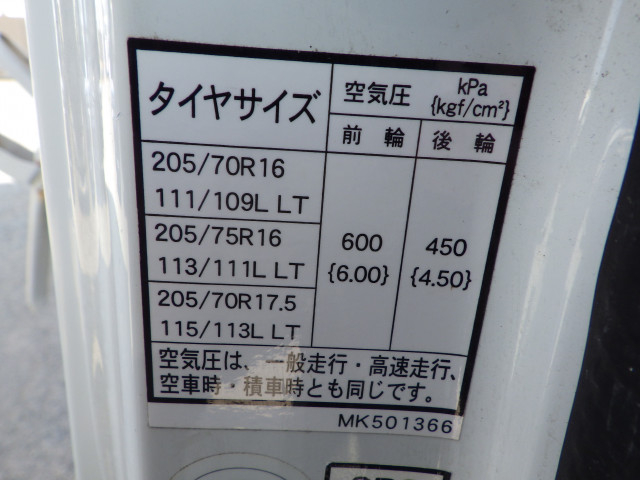 タイヤサイズ
空気圧 kPa {kgf/cm²}
前輪 後輪
205/70R16
111/109L LT
205/75R16
113/111L LT
205/70R17.5
115/113L LT
600 {6.00}
450 {4.50}
空気圧は、一般走行・高速走行、
空車時・積車時とも同じです。
MK501366